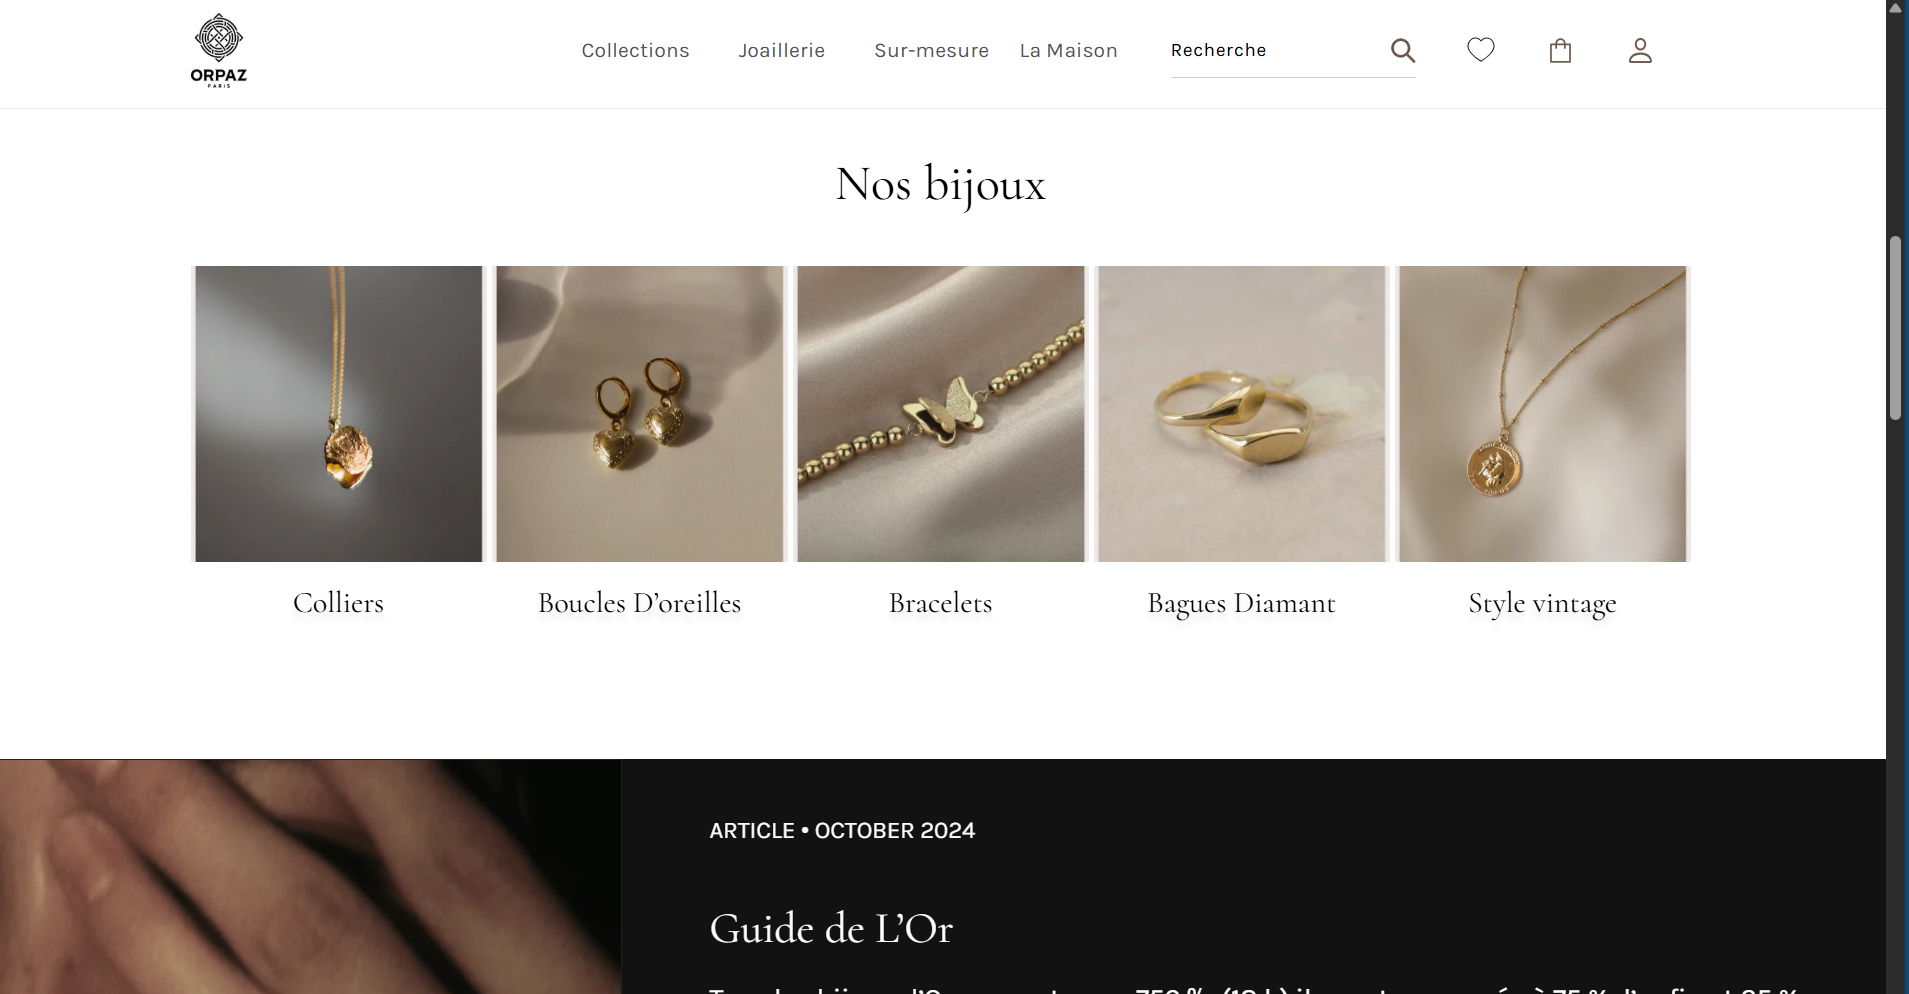 ORPAZ
PARIS
Collections Joaillerie Sur-mesure La Maison Recherche
Nos bijoux
Colliers Boucles D’oreilles Bracelets Bagues Diamant Style vintage
ARTICLE • OCTOBER 2024
Guide de L’Or